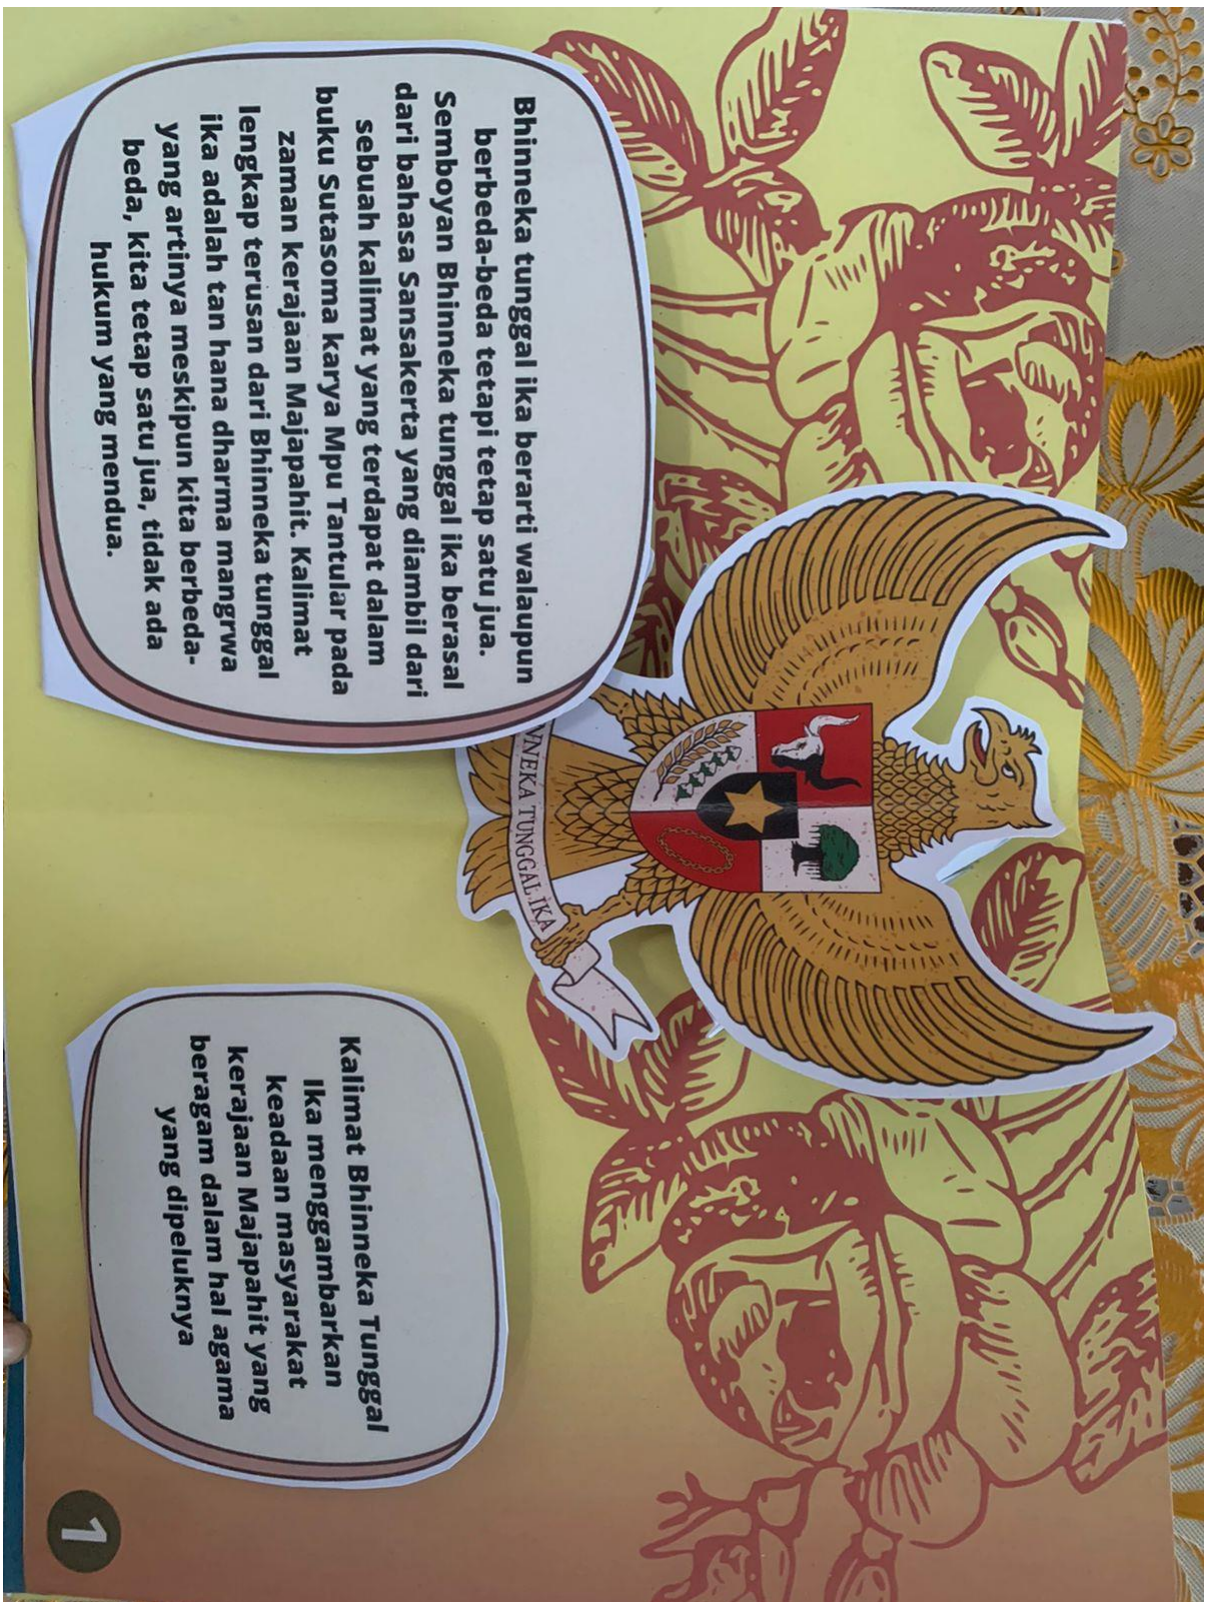 Bhinneka tunggal ika berarti walaupun
berbeda-beda tetapi tetap satu jua.
Semboyan Bhinneka tunggal ika berasal
dari bahasa Sansakerta yang diambil dari
sebuah kalimat yang terdapat dalam
buku Sutasoma karya Mpu Tantular pada
zaman kerajaan Majapahit. Kalimat
lengkap terusan dari Bhinneka tunggal
ika adalah tan hana dharma mangrwa
yang artinya meskipun kita berbeda-
beda, kita tetap satu jua, tidak ada
hukum yang mendua.
NEKA TUNGGAL IKA
Kalimat Bhinneka Tunggal
Ika menggambarkan
keadaan masyarakat
kerajaan Majapahit yang
beragam dalam hal agama
yang dipeluknya
1